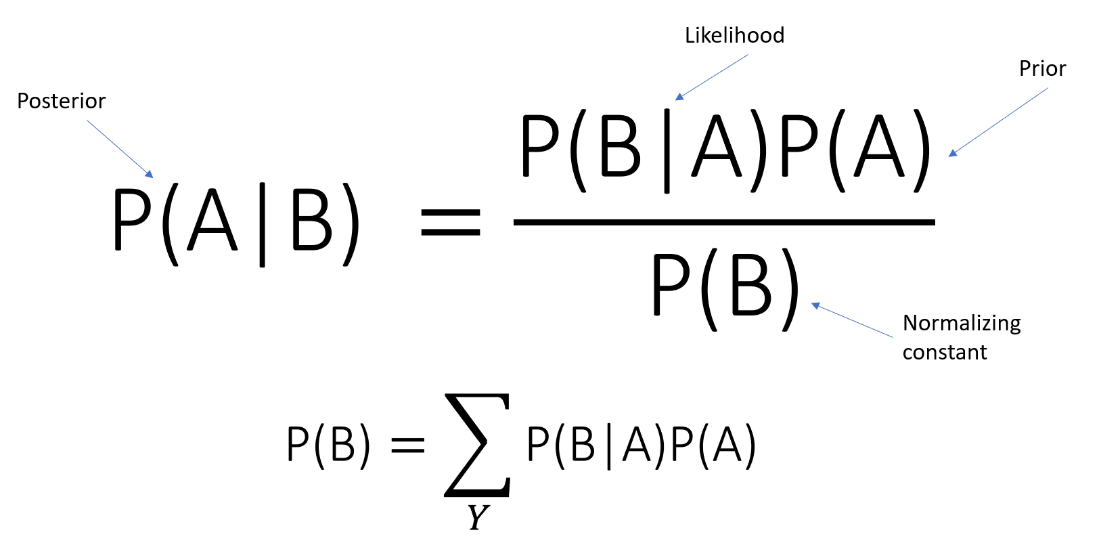 Likelihood
Prior
Posterior
P(B|A)P(A)
P(A|B) =
P(B)
Normalizing
constant
P(B) = ∑ P(B|A)P(A)
Y